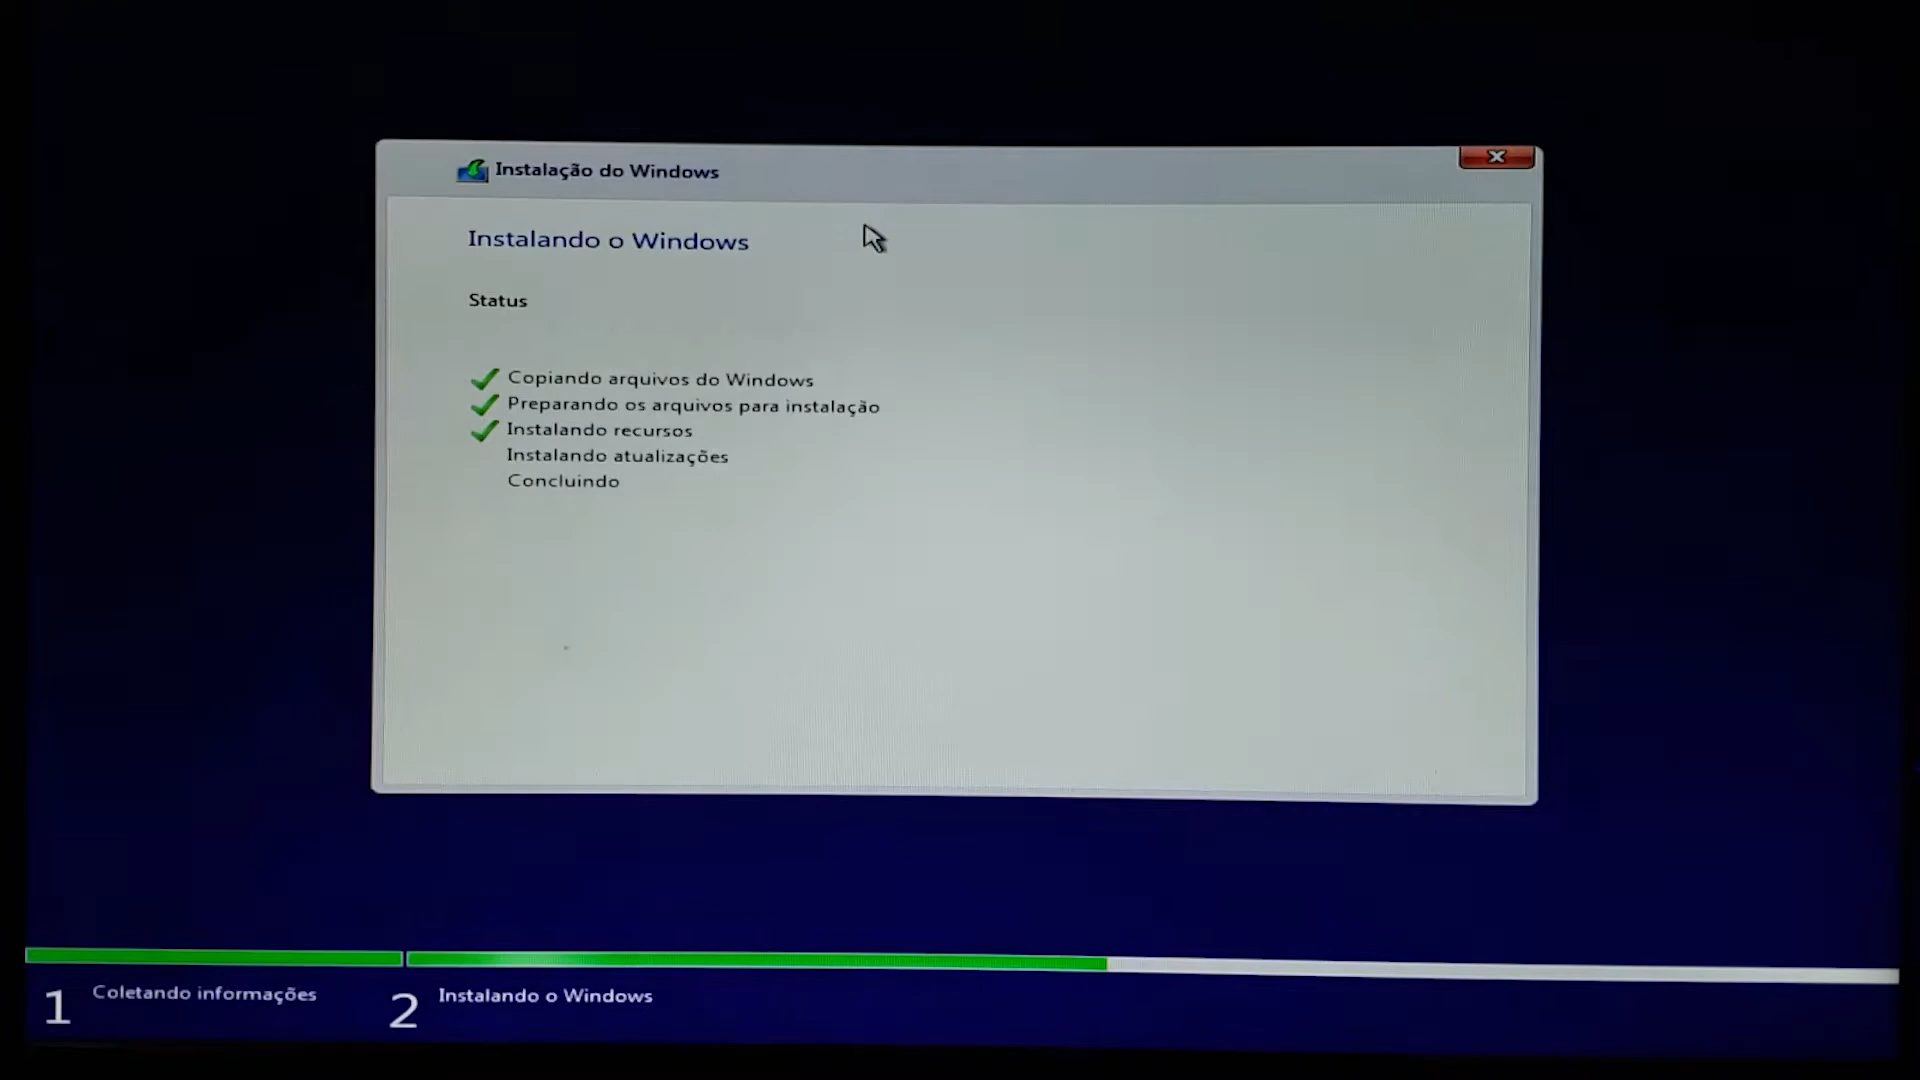 Instalação do Windows
Instalando o Windows
Status
Copiando arquivos do Windows
Preparando os arquivos para instalação
Instalando recursos
Instalando atualizações
Concluindo
1 Coletando informações
2 Instalando o Windows